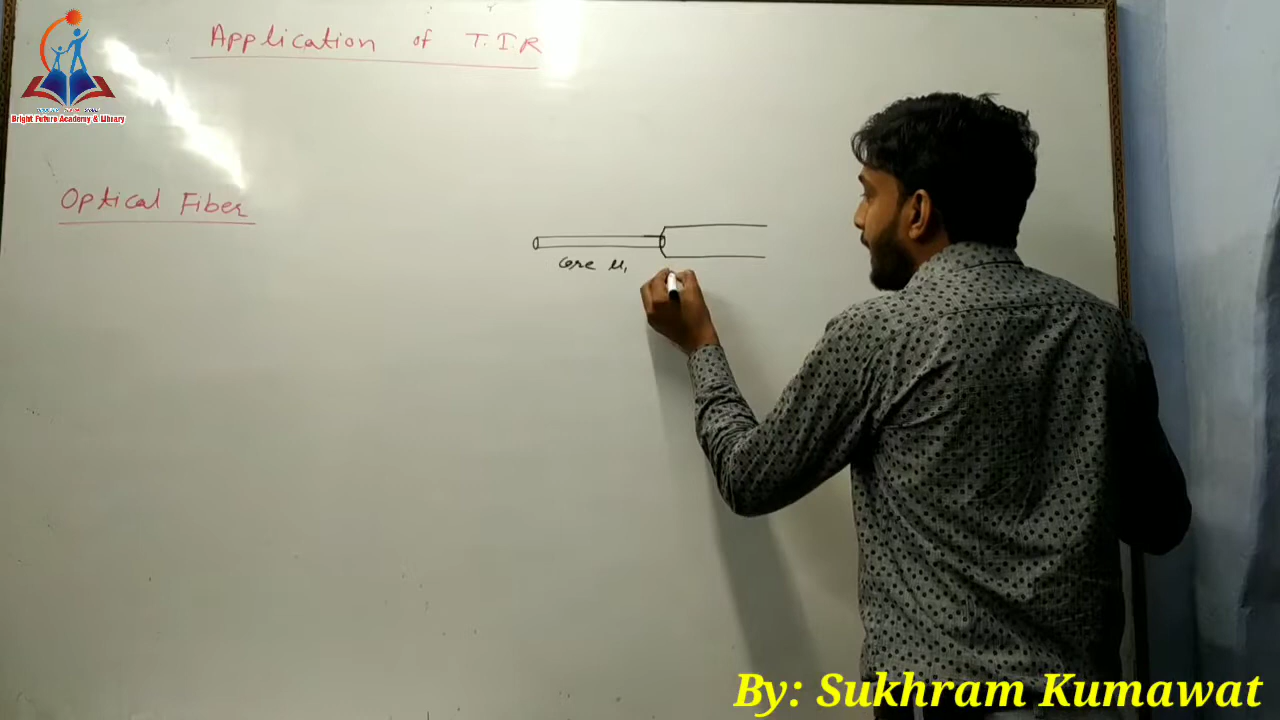 Application of T.I.R
Bright Future Academy & Library
Optical Fiber
Core μ1
By: Sukhram Kumawat